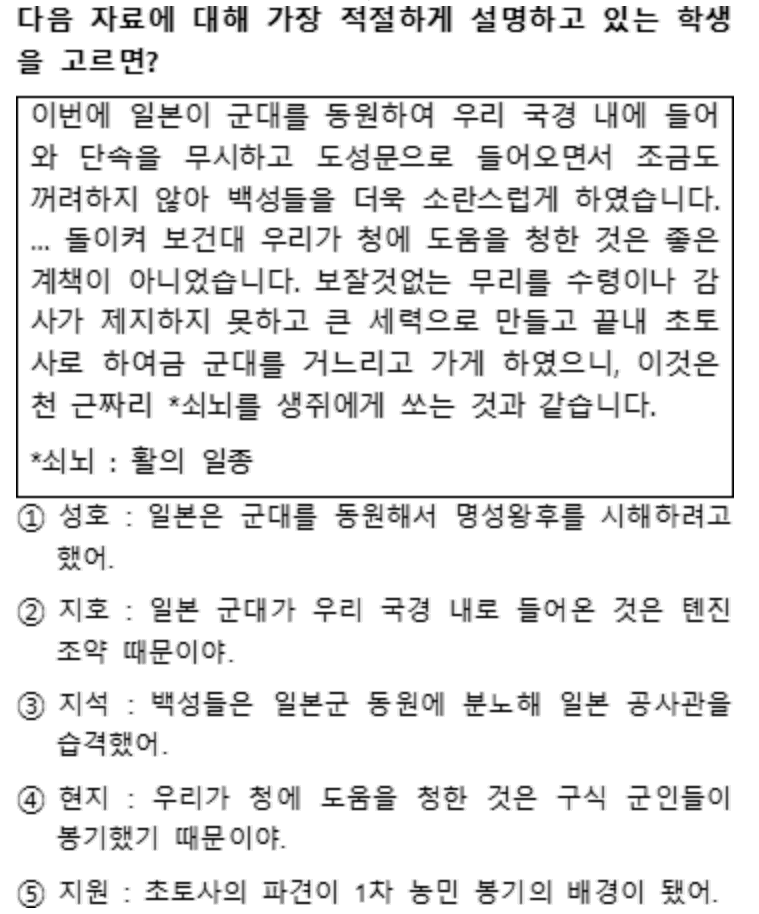 다음 자료에 대해 가장 적절하게 설명하고 있는 학생
을 고르면?
이번에 일본이 군대를 동원하여 우리 국경 내에 들어
와 단속을 무시하고 도성문으로 들어오면서 조금도
꺼려하지 않아 백성들을 더욱 소란스럽게 하였습니다.
... 돌이켜 보건대 우리가 청에 도움을 청한 것은 좋은
계책이 아니었습니다. 보잘것없는 무리를 수령이나 감
사가 제지하지 못하고 큰 세력으로 만들고 끝내 초토
사로 하여금 군대를 거느리고 가게 하였으니, 이것은
천 근짜리 *쇠뇌를 생쥐에게 쏘는 것과 같습니다.
*쇠뇌 : 활의 일종
① 성호 : 일본은 군대를 동원해서 명성왕후를 시해하려고
했어.
② 지호 : 일본 군대가 우리 국경 내로 들어온 것은 톈진
조약 때문이야.
③ 지석 : 백성들은 일본군 동원에 분노해 일본 공사관을
습격했어.
④ 현지 : 우리가 청에 도움을 청한 것은 구식 군인들이
봉기했기 때문이야.
⑤ 지원 : 초토사의 파견이 1차 농민 봉기의 배경이 됐어.